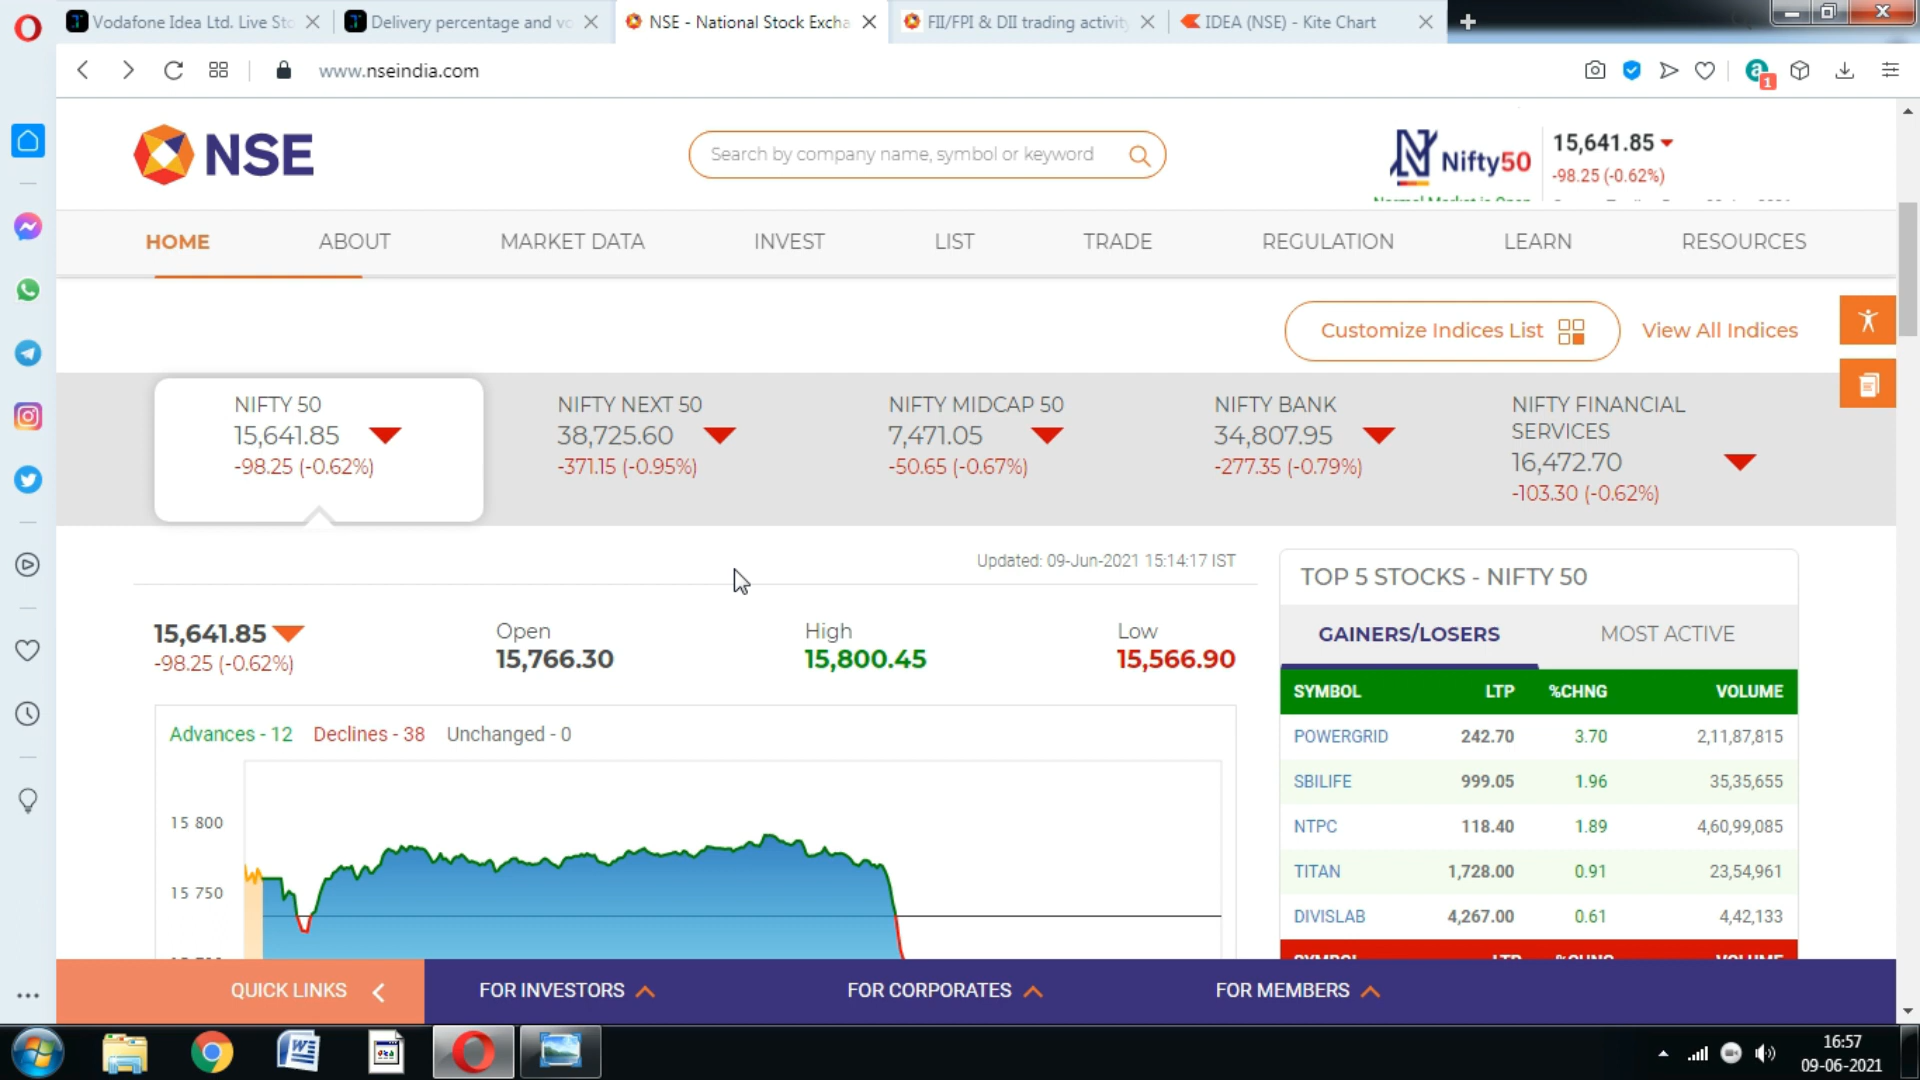 Vodafone Idea Ltd. Live Sto
Delivery percentage and vo
NSE - National Stock Excha
FII/FPI & DII trading activity
IDEA (NSE) - Kite Chart
www.nseindia.com
a
1
NSE
Search by company name, symbol or keyword
Nifty50
15,641.85
-98.25 (-0.62%)
HOME
ABOUT
MARKET DATA
INVEST
LIST
TRADE
REGULATION
LEARN
RESOURCES
Customize Indices List
View All Indices
NIFTY 50
15,641.85
-98.25 (-0.62%)
NIFTY NEXT 50
38,725.60
-371.15 (-0.95%)
NIFTY MIDCAP 50
7,471.05
-50.65 (-0.67%)
NIFTY BANK
34,807.95
-277.35 (-0.79%)
NIFTY FINANCIAL
SERVICES
16,472.70
-103.30 (-0.62%)
Updated: 09-Jun-2021 15:14:17 IST
15,641.85
-98.25 (-0.62%)
Open
15,766.30
High
15,800.45
Low
15,566.90
Advances - 12 Declines - 38 Unchanged - 0
15 800
15 750
TOP 5 STOCKS - NIFTY 50
GAINERS/LOSERS MOST ACTIVE
SYMBOL LTP %CHNG VOLUME
POWERGRID 242.70 3.70 2,11,87,815
SBILIFE 999.05 1.96 35,35,655
NTPC 118.40 1.89 4,60,99,085
TITAN 1,728.00 0.91 23,54,961
DIVISLAB 4,267.00 0.61 4,42,133
SYMBOL LTP %CHNG VOLUME
QUICK LINKS
FOR INVESTORS
FOR CORPORATES
FOR MEMBERS
16:57
09-06-2021